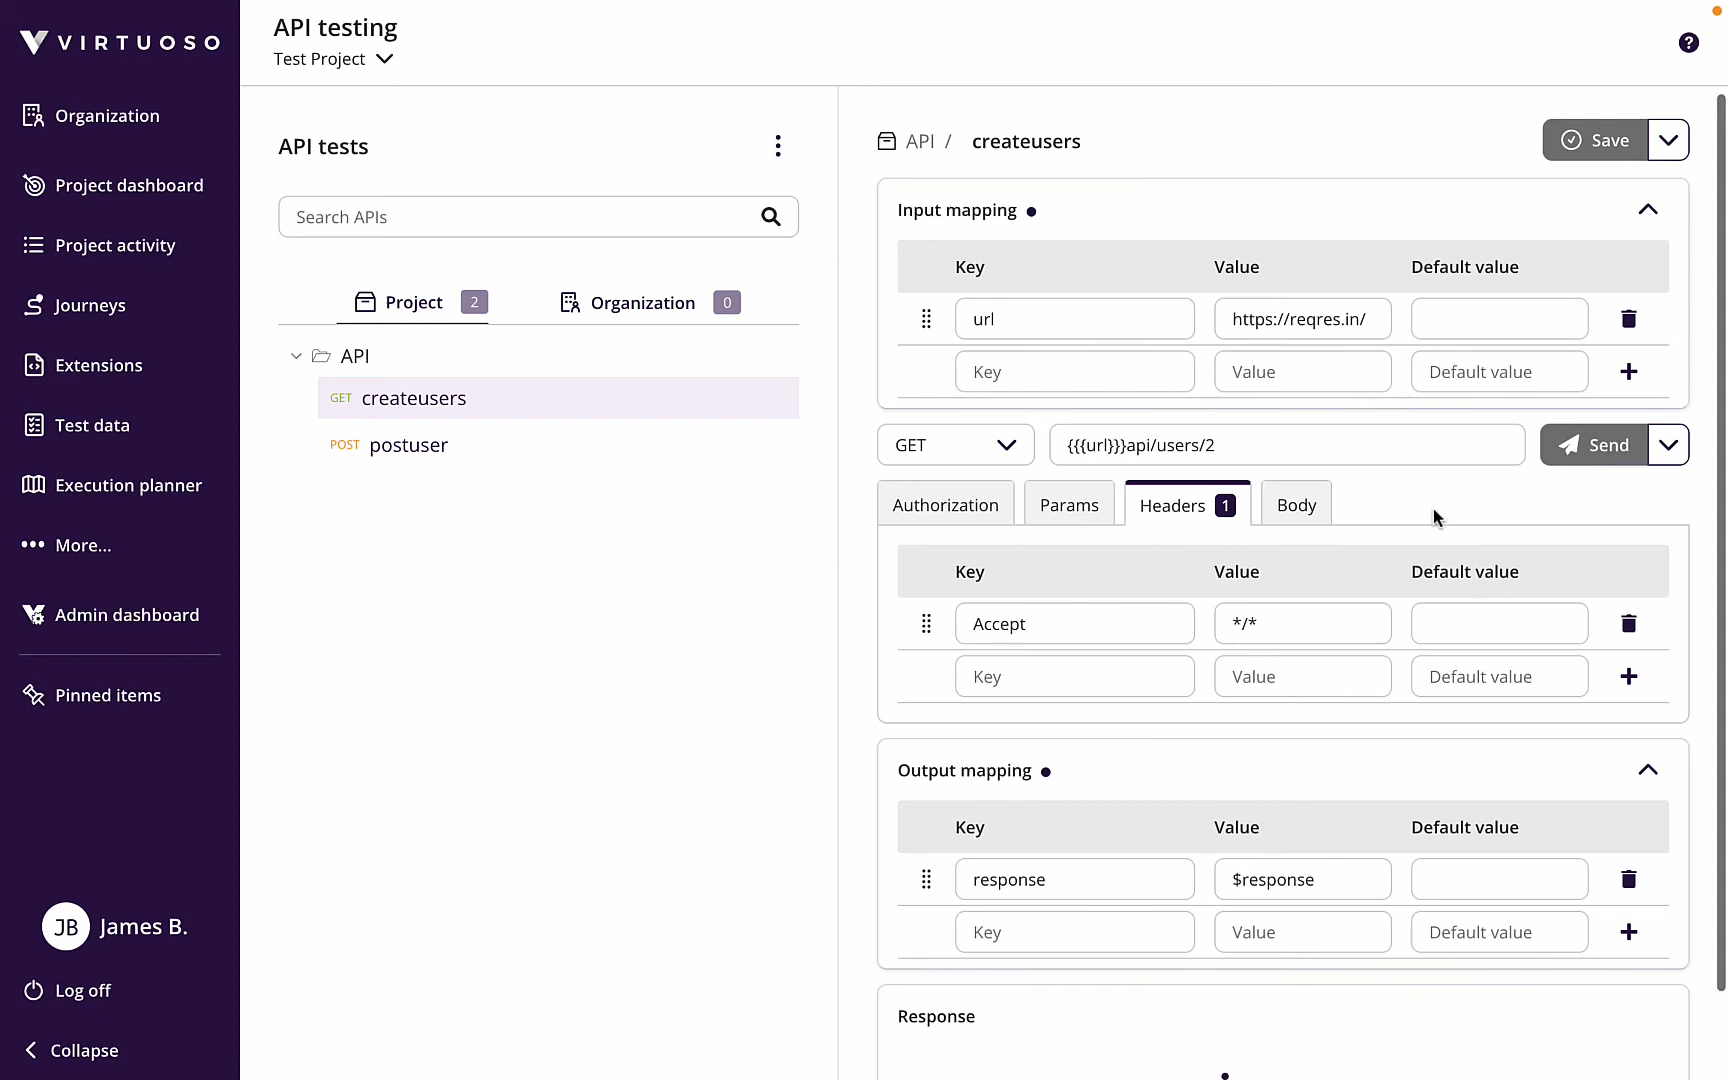 VIRTUOSO
Organization
Project dashboard
Project activity
Journeys
Extensions
Test data
Execution planner
More...
Admin dashboard
Pinned items
JB James B.
Log off
Collapse
API testing
Test Project
?
API tests
Search APIs
Project 2 Organization 0
API
GET createusers
POST postuser
API / createusers
Save
Input mapping
Key Value Default value
url https://reqres.in/
Key Value Default value
GET {{{url}}}api/users/2 Send
Authorization Params Headers 1 Body
Key Value Default value
Accept */*
Key Value Default value
Output mapping
Key Value Default value
response $response
Key Value Default value
Response